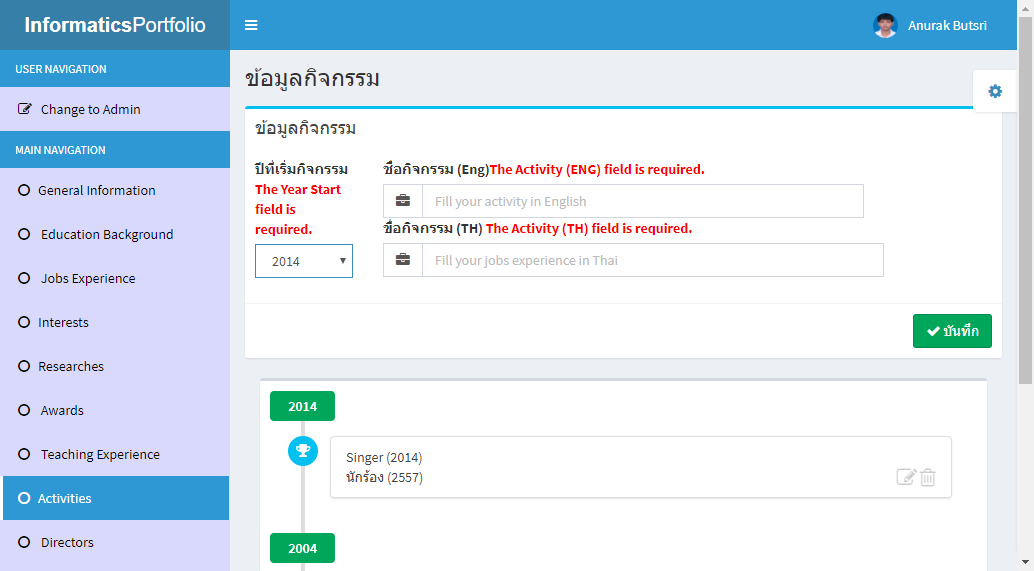 InformaticsPortfolio
Anurak Butsri
USER NAVIGATION
Change to Admin
MAIN NAVIGATION
General Information
Education Background
Jobs Experience
Interests
Researches
Awards
Teaching Experience
Activities
Directors
ข้อมูลกิจกรรม
ข้อมูลกิจกรรม
ปีที่เริ่มกิจกรรม
The Year Start
field is
required.
2014
ชื่อกิจกรรม (Eng)The Activity (ENG) field is required.
Fill your activity in English
ชื่อกิจกรรม (TH) The Activity (TH) field is required.
Fill your jobs experience in Thai
บันทึก
2014
Singer (2014)
นักร้อง (2557)
2004